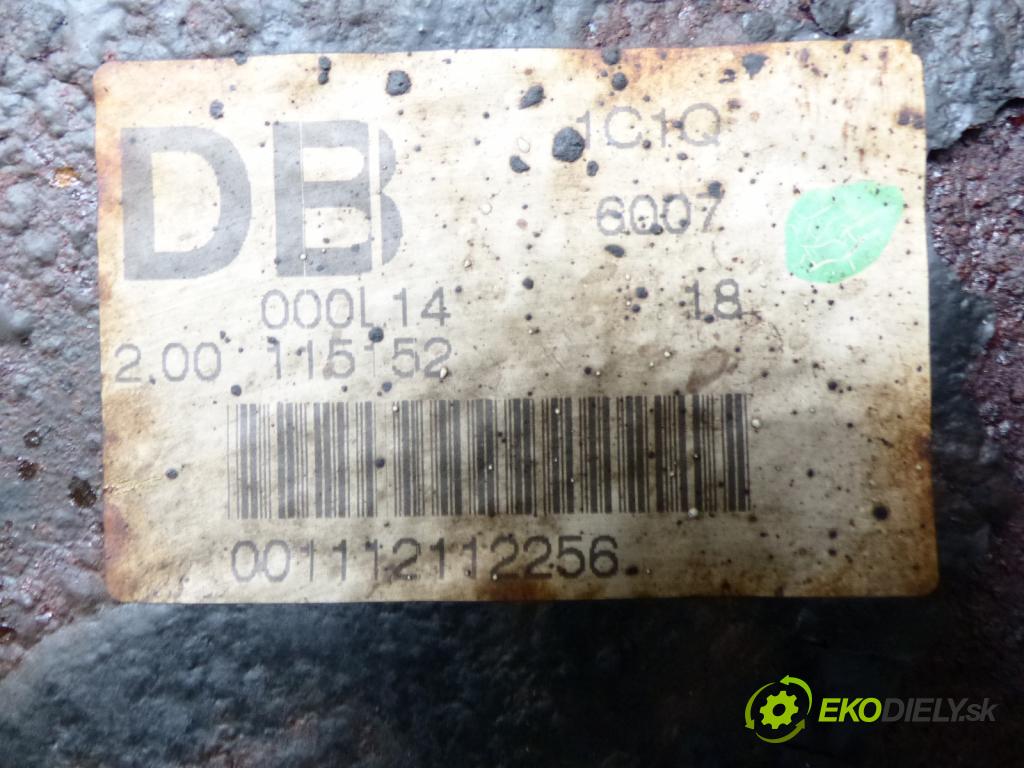 DB 1C1Q
6007
000L14 18
2.00 115152
001112112256
EKODIELY.sk